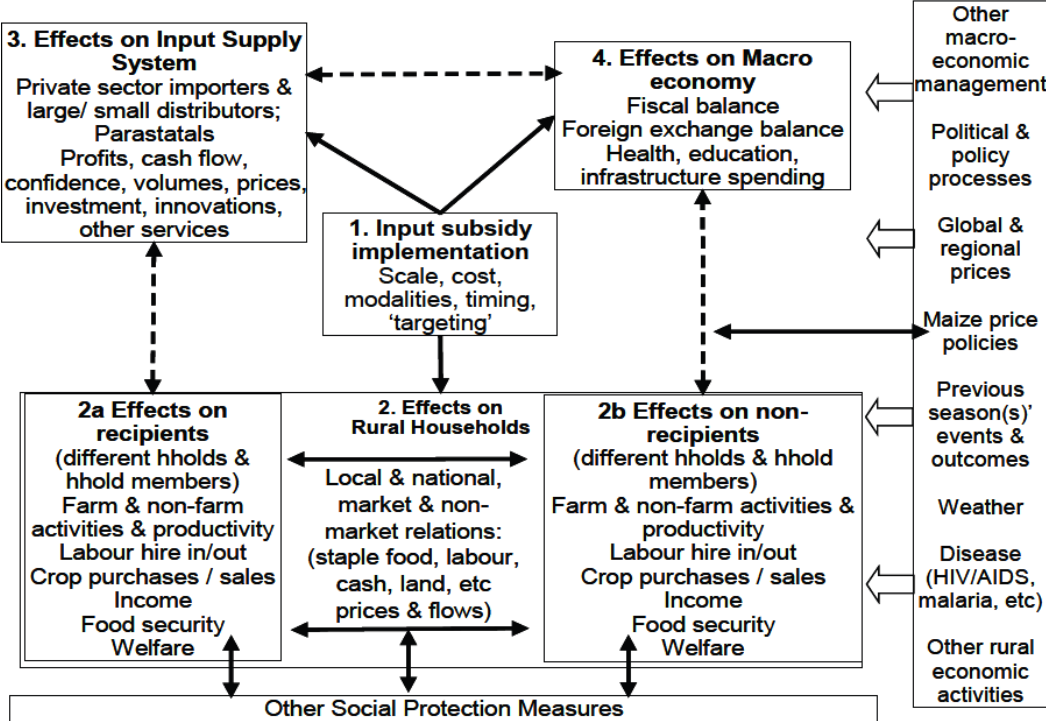 3. Effects on Input Supply
System
Private sector importers &
large/ small distributors;
Parastatals
Profits, cash flow,
confidence, volumes, prices,
investment, innovations,
other services
4. Effects on Macro
economy
Fiscal balance
Foreign exchange balance
Health, education,
infrastructure spending
1. Input subsidy
implementation
Scale, cost,
modalities, timing,
‘targeting’
2a Effects on
recipients
(different hholds &
hhold members)
Farm & non-farm
activities & productivity
Labour hire in/out
Crop purchases / sales
Income
Food security
Welfare
2. Effects on
Rural Households
Local & national,
market & non-
market relations:
(staple food, labour,
cash, land, etc
prices & flows)
2b Effects on non-
recipients
(different hholds & hhold
members)
Farm & non-farm activities &
productivity
Labour hire in/out
Crop purchases / sales
Income
Food security
Welfare
Other Social Protection Measures
Other
macro-
economic
management
Political &
policy
processes
Global &
regional
prices
Maize price
policies
Previous
season(s)’
events &
outcomes
Weather
Disease
(HIV/AIDS,
malaria, etc)
Other rural
economic
activities